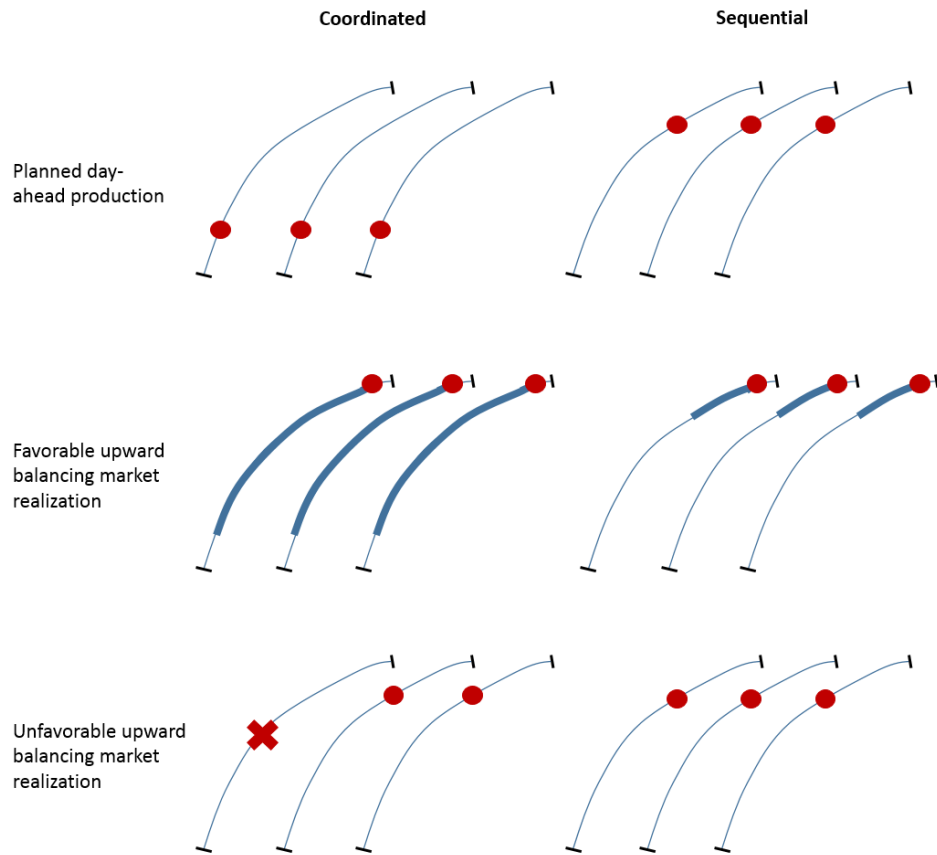 Coordinated
Sequential
Planned day-
ahead production
Favorable upward
balancing market
realization
Unfavorable upward
balancing market
realization